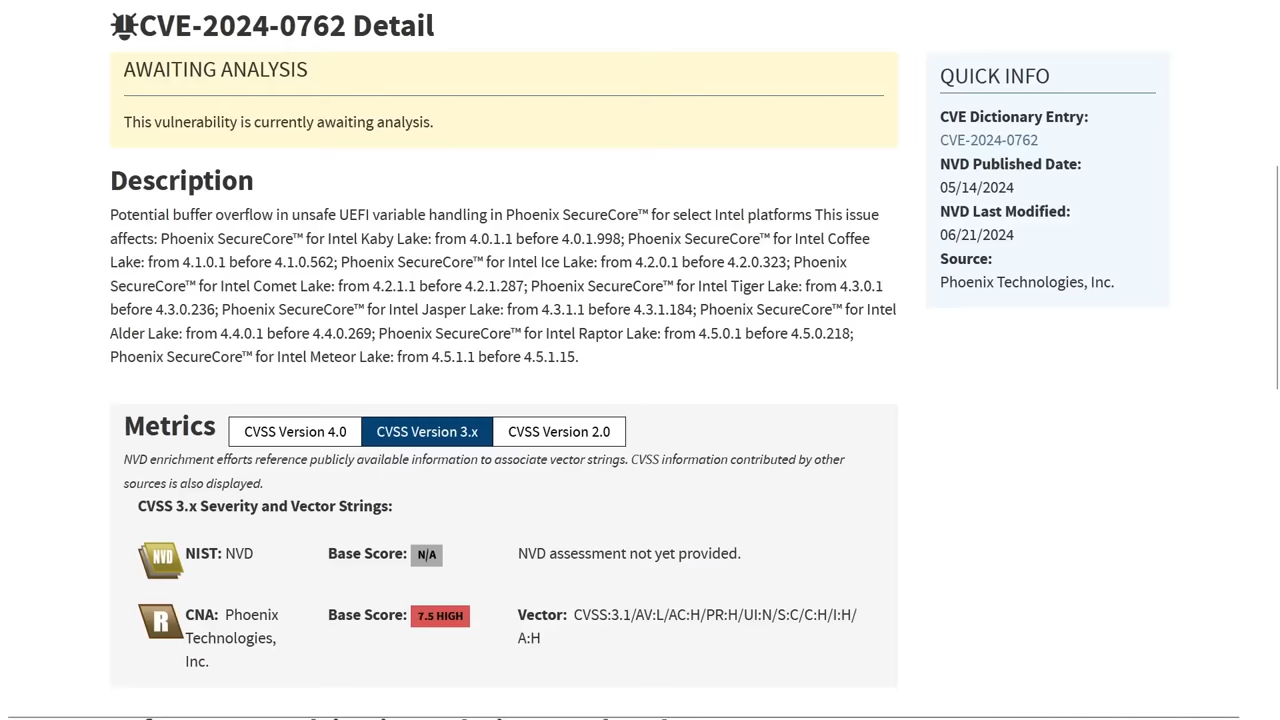 CVE-2024-0762 Detail
AWAITING ANALYSIS
This vulnerability is currently awaiting analysis.
Description
Potential buffer overflow in unsafe UEFI variable handling in Phoenix SecureCore™ for select Intel platforms This issue
affects: Phoenix SecureCore™ for Intel Kaby Lake: from 4.0.1.1 before 4.0.1.998; Phoenix SecureCore™ for Intel Coffee
Lake: from 4.1.0.1 before 4.1.0.562; Phoenix SecureCore™ for Intel Ice Lake: from 4.2.0.1 before 4.2.0.323; Phoenix
SecureCore™ for Intel Comet Lake: from 4.2.1.1 before 4.2.1.287; Phoenix SecureCore™ for Intel Tiger Lake: from 4.3.0.1
before 4.3.0.236; Phoenix SecureCore™ for Intel Jasper Lake: from 4.3.1.1 before 4.3.1.184; Phoenix SecureCore™ for Intel
Alder Lake: from 4.4.0.1 before 4.4.0.269; Phoenix SecureCore™ for Intel Raptor Lake: from 4.5.0.1 before 4.5.0.218;
Phoenix SecureCore™ for Intel Meteor Lake: from 4.5.1.1 before 4.5.1.15.
Metrics
CVSS Version 4.0
CVSS Version 3.x
CVSS Version 2.0
NVD enrichment efforts reference publicly available information to associate vector strings. CVSS information contributed by other
sources is also displayed.
CVSS 3.x Severity and Vector Strings:
NVD
NIST: NVD
Base Score: N/A
NVD assessment not yet provided.
R
CNA: Phoenix
Technologies,
Inc.
Base Score: 7.5 HIGH
Vector: CVSS:3.1/AV:L/AC:H/PR:H/UI:N/S:C/C:H/I:H/
A:H
QUICK INFO
CVE Dictionary Entry:
CVE-2024-0762
NVD Published Date:
05/14/2024
NVD Last Modified:
06/21/2024
Source:
Phoenix Technologies, Inc.